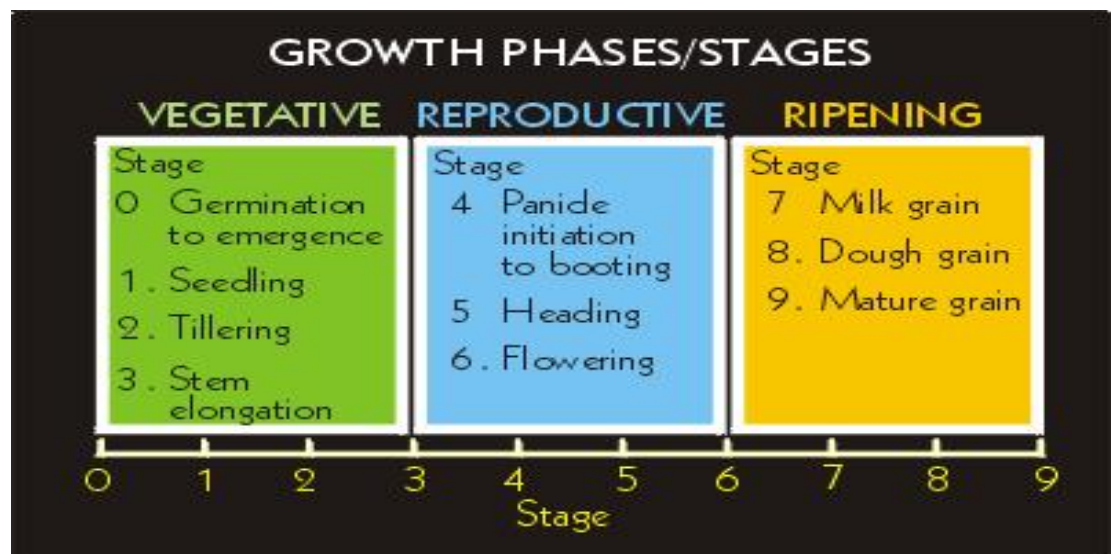 GROWTH PHASES/STAGES
VEGETATIVE
Stage
0 Germination
to emergence
1. Seedling
2. Tillering
3. Stem
elongation
REPRODUCTIVE
Stage
4 Panicle
initiation
to booting
5 Heading
6. Flowering
RIPENING
Stage
7 Milk grain
8. Dough grain
9. Mature grain
0 1 2 3 4 5 6 7 8 9
Stage